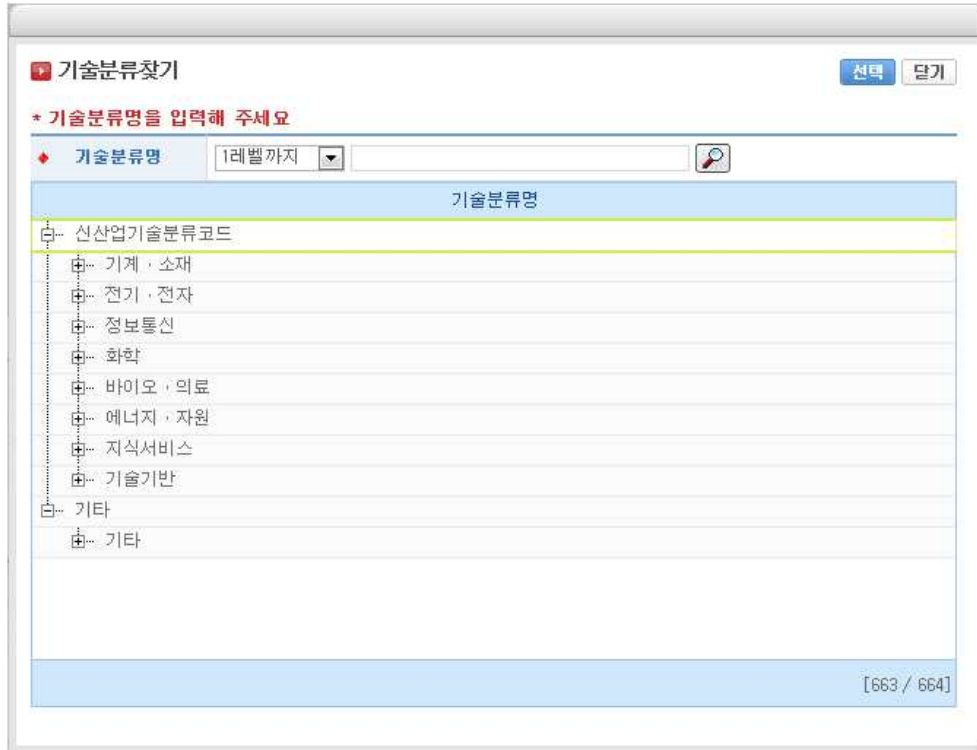 기술분류찾기 선택 닫기
* 기술분류명을 입력해 주세요
기술분류명 1레벨까지
기술분류명
신산업기술분류코드
기계 · 소재
전기 · 전자
정보통신
화학
바이오 · 의료
에너지 · 자원
지식서비스
기술기반
기타
기타
[663 / 664]